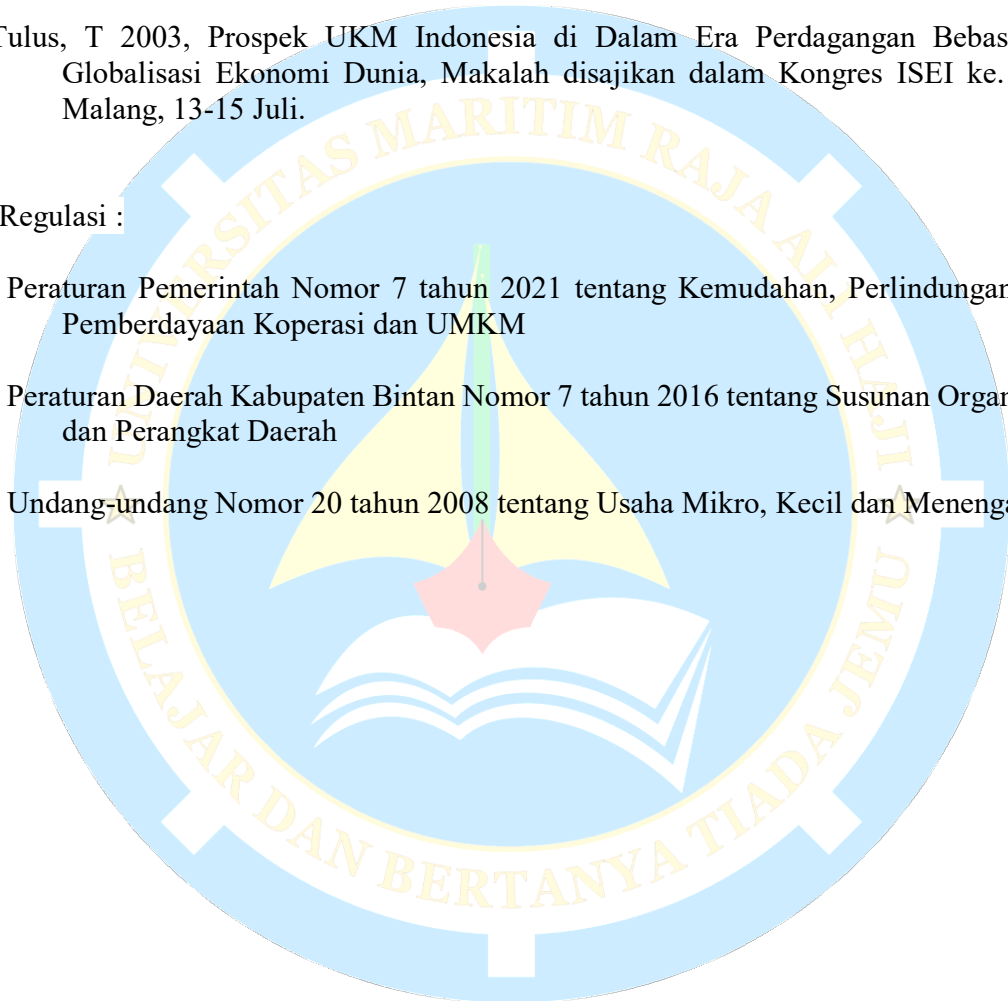 Tulus, T 2003, Prospek UKM Indonesia di Dalam Era Perdagangan Bebas
Globalisasi Ekonomi Dunia, Makalah disajikan dalam Kongres ISEI ke.
Malang, 13-15 Juli.
Regulasi :
Peraturan Pemerintah Nomor 7 tahun 2021 tentang Kemudahan, Perlindungan
Pemberdayaan Koperasi dan UMKM
Peraturan Daerah Kabupaten Bintan Nomor 7 tahun 2016 tentang Susunan Organ
dan Perangkat Daerah
Undang-undang Nomor 20 tahun 2008 tentang Usaha Mikro, Kecil dan Menenga
UNIVERSITAS MARITIM RAJA ALI HAJI
BELAJAR DAN BERTANYA TIADA JEMU